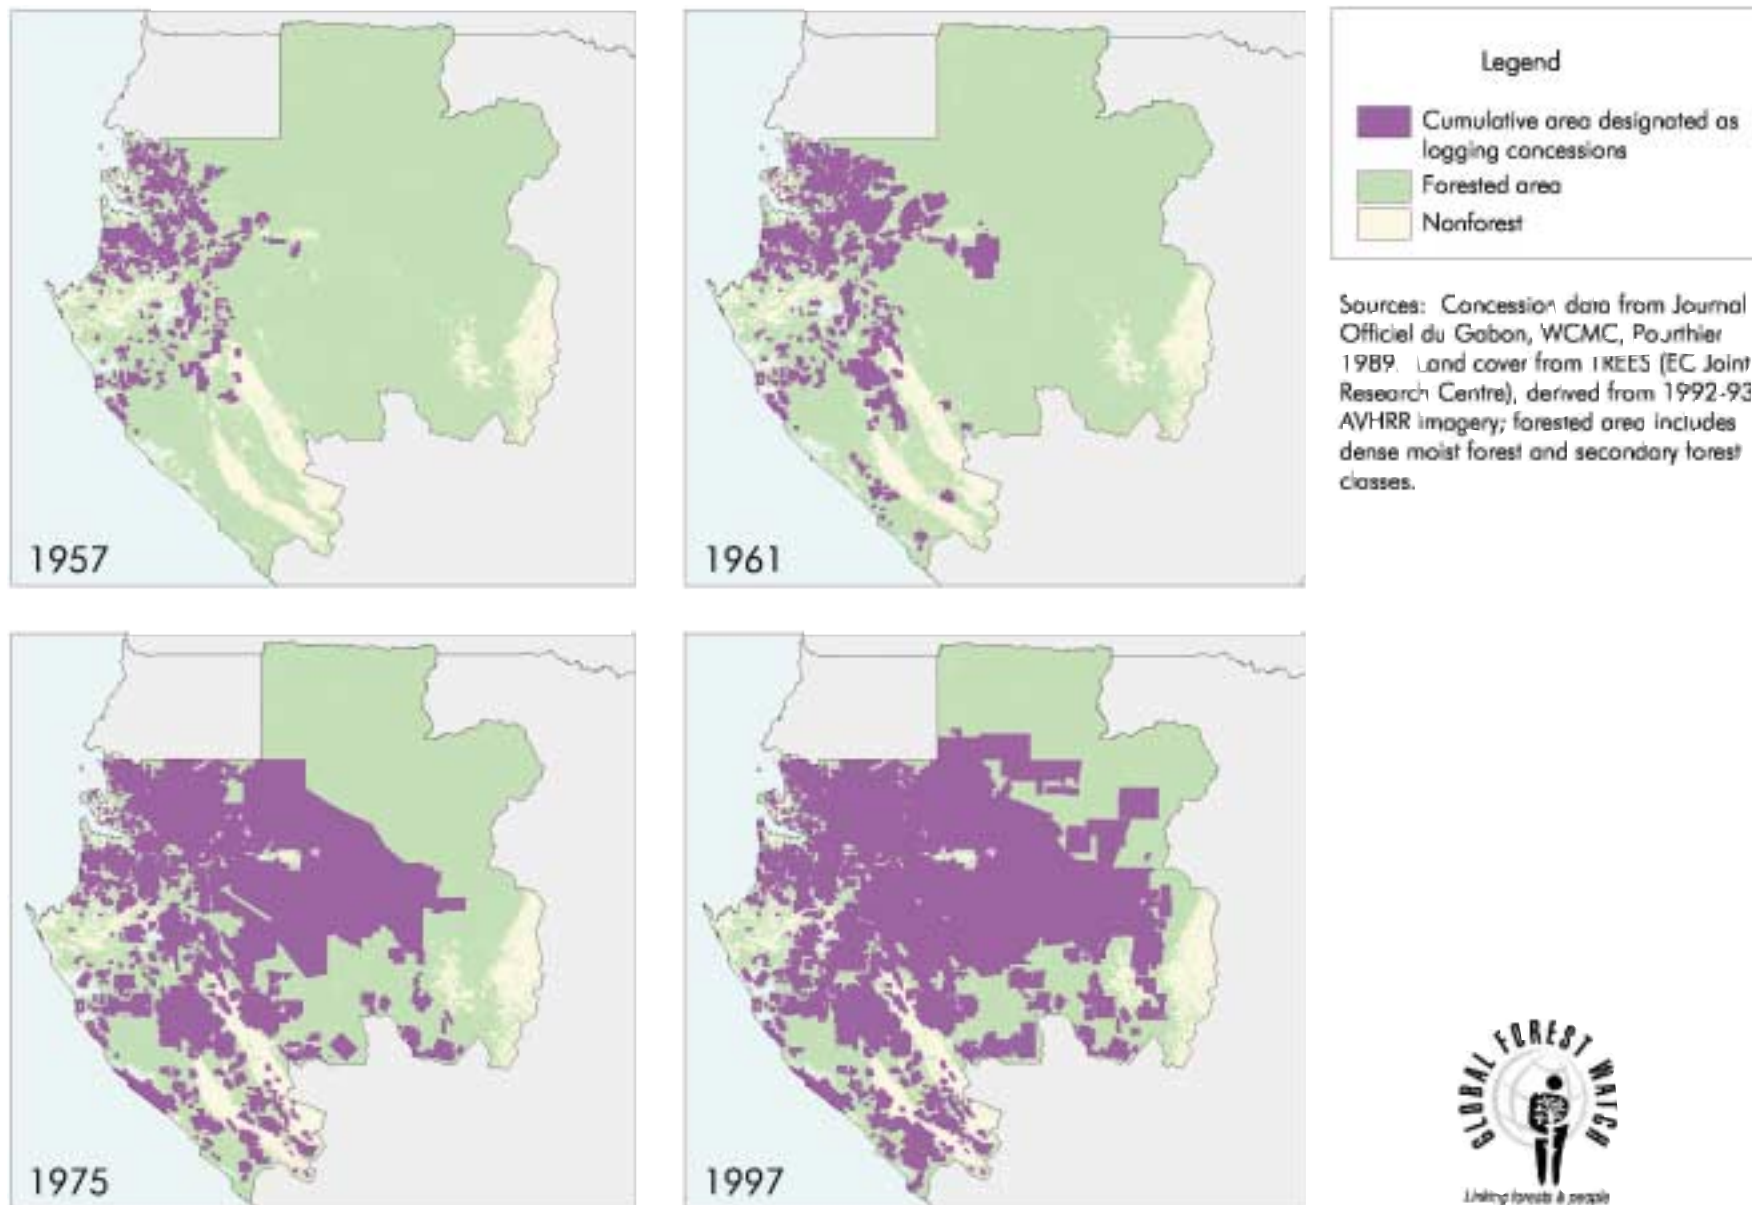 1957
1961
Legend
Cumulative area designated as
logging concessions
Forested area
Nonforest
Sources: Concession data from Journal
Officiel du Gabon, WCMC, Pourthier
1989. Land cover from TREES (EC Joint
Research Centre), derived from 1992-93
AVHRR imagery; forested area includes
dense moist forest and secondary forest
classes.
1975
1997
GLOBAL FOREST WATCH
Linking forests & people